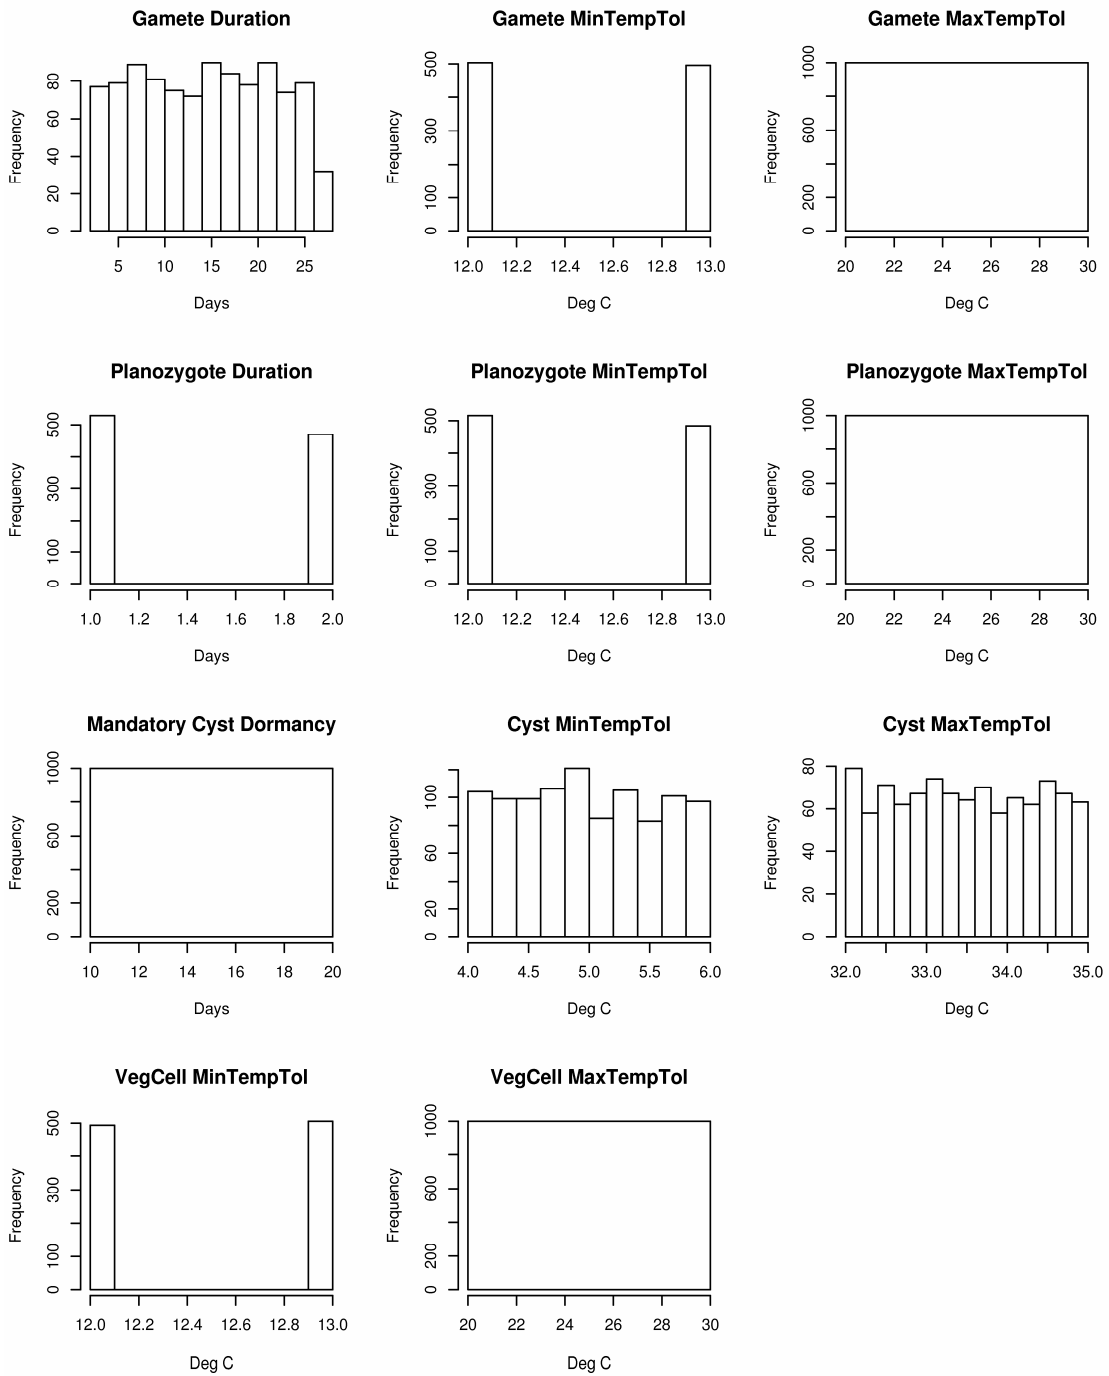 Gamete Duration
Frequency
0 20 40 60 80
5 10 15 20 25
Days
Gamete MinTempTol
Frequency
0 100 300 500
12.0 12.2 12.4 12.6 12.8 13.0
Deg C
Gamete MaxTempTol
Frequency
0 200 600 1000
20 22 24 26 28 30
Deg C
Planozygote Duration
Frequency
0 100 300 500
1.0 1.2 1.4 1.6 1.8 2.0
Days
Planozygote MinTempTol
Frequency
0 100 300 500
12.0 12.2 12.4 12.6 12.8 13.0
Deg C
Planozygote MaxTempTol
Frequency
0 200 600 1000
20 22 24 26 28 30
Deg C
Mandatory Cyst Dormancy
Frequency
0 200 600 1000
10 12 14 16 18 20
Days
Cyst MinTempTol
Frequency
0 20 60 100
4.0 4.5 5.0 5.5 6.0
Deg C
Cyst MaxTempTol
Frequency
0 20 40 60 80
32.0 33.0 34.0 35.0
Deg C
VegCell MinTempTol
Frequency
0 100 300 500
12.0 12.2 12.4 12.6 12.8 13.0
Deg C
VegCell MaxTempTol
Frequency
0 200 600 1000
20 22 24 26 28 30
Deg C